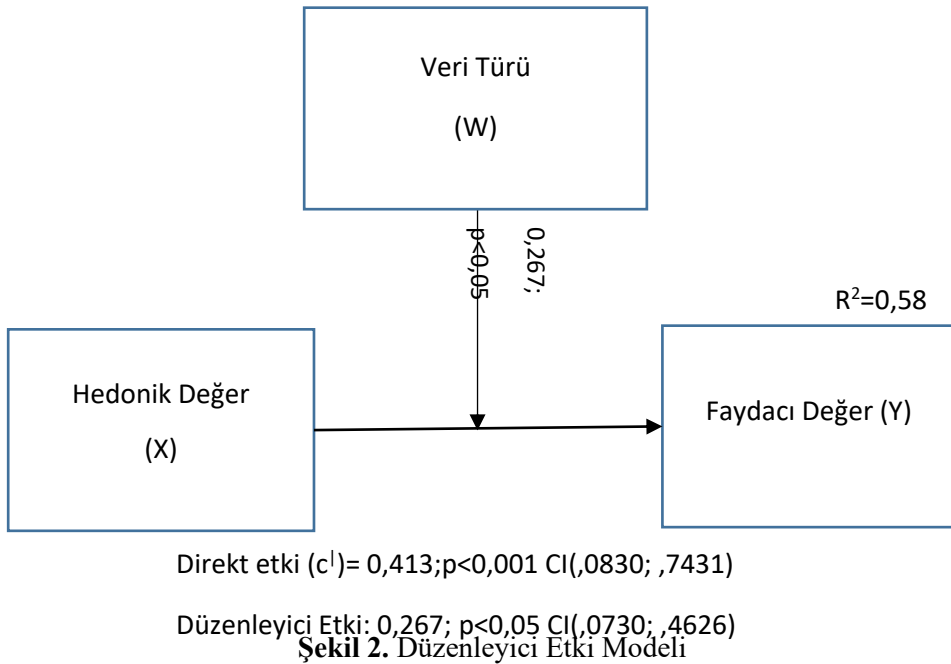 Veri Türü
(W)
0,267;
p<0,05
R²=0,58
Hedonik Değer
(X)
Faydacı Değer (Y)
Direkt etki (c|)= 0,413;p<0,001 CI(,0830; ,7431)
Düzenleyici Etki: 0,267; p<0,05 CI(,0730; ,4626)
Şekil 2. Düzenleyici Etki Modeli